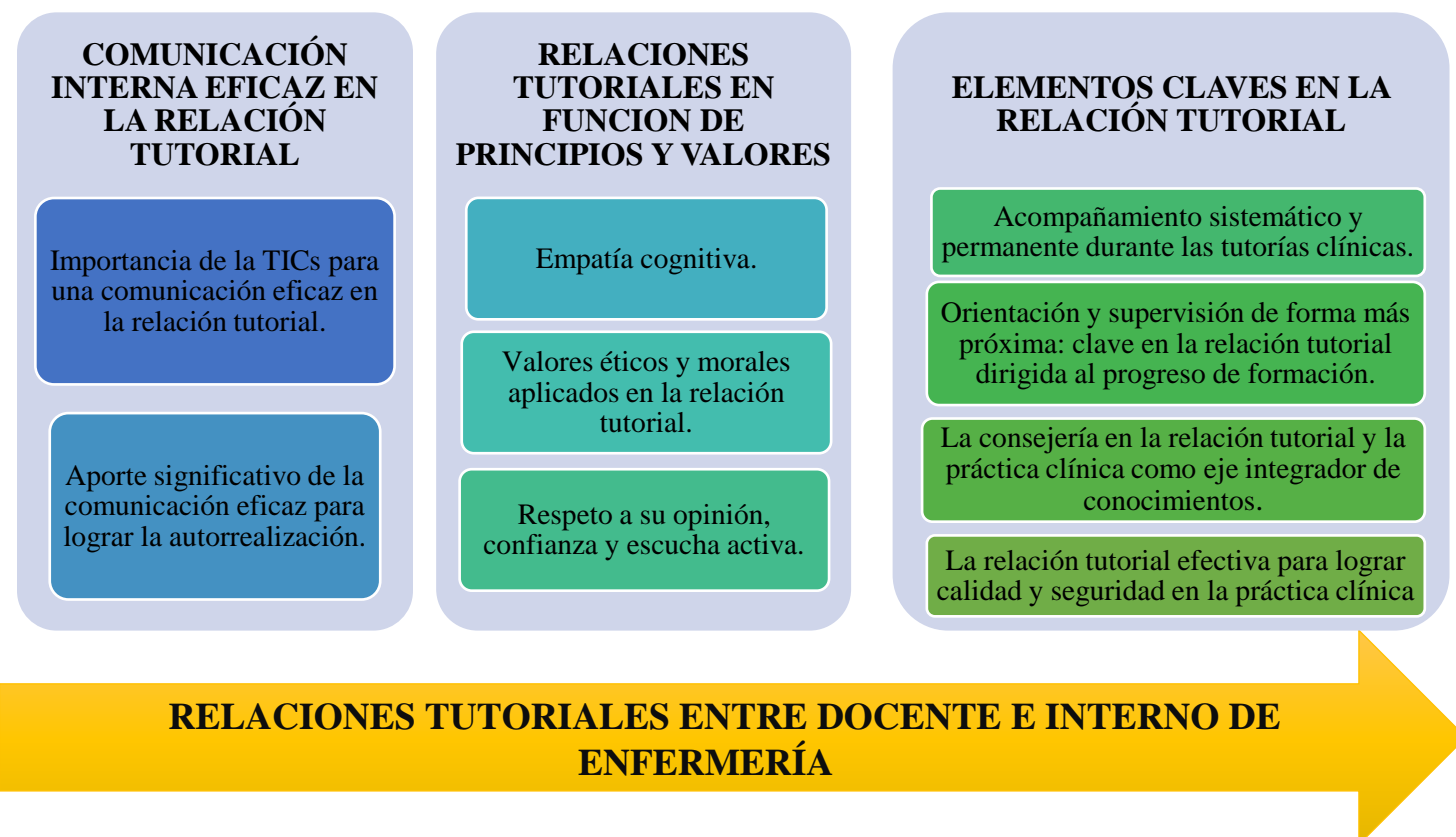 COMUNICACIÓN
INTERNA EFICAZ EN
LA RELACIÓN
TUTORIAL
Importancia de la TICs para
una comunicación eficaz en
la relación tutorial.
Aporte significativo de la
comunicación eficaz para
lograr la autorrealización.
RELACIONES
TUTORIALES EN
FUNCION DE
PRINCIPIOS Y VALORES
Empatía cognitiva.
Valores éticos y morales
aplicados en la relación
tutorial.
Respeto a su opinión,
confianza y escucha activa.
ELEMENTOS CLAVES EN LA
RELACIÓN TUTORIAL
Acompañamiento sistemático y
permanente durante las tutorías clínicas.
Orientación y supervisión de forma más
próxima: clave en la relación tutorial
dirigida al progreso de formación.
La consejería en la relación tutorial y la
práctica clínica como eje integrador de
conocimientos.
La relación tutorial efectiva para lograr
calidad y seguridad en la práctica clínica
RELACIONES TUTORIALES ENTRE DOCENTE E INTERNO DE
ENFERMERÍA